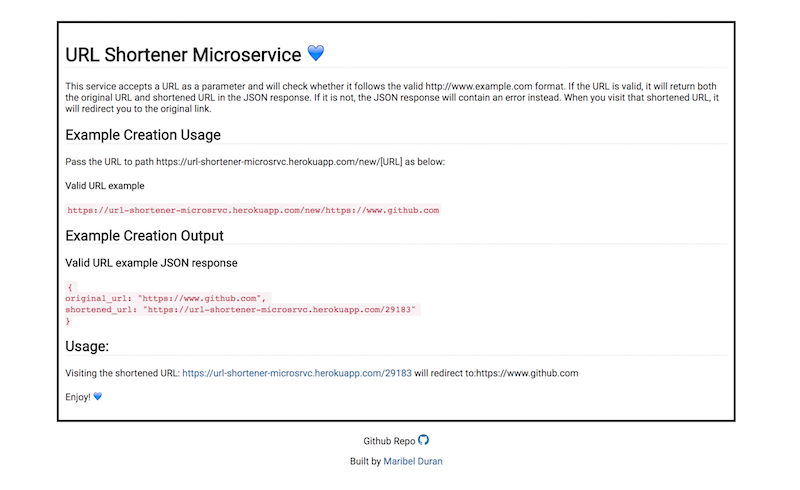 URL Shortener Microservice 💙
This service accepts a URL as a parameter and will check whether it follows the valid http://www.example.com format. If the URL is valid, it will return both
the original URL and shortened URL in the JSON response. If it is not, the JSON response will contain an error instead. When you visit that shortened URL, it
will redirect you to the original link.
Example Creation Usage
Pass the URL to path https://url-shortener-microsrvc.herokuapp.com/new/[URL] as below:
Valid URL example
https://url-shortener-microsrvc.herokuapp.com/new/https://www.github.com
Example Creation Output
Valid URL example JSON response
{
original_url: "https://www.github.com",
shortened_url: "https://url-shortener-microsrvc.herokuapp.com/29183"
}
Usage:
Visiting the shortened URL: https://url-shortener-microsrvc.herokuapp.com/29183 will redirect to:https://www.github.com
Enjoy! 💙
Github Repo
Built by Maribel Duran